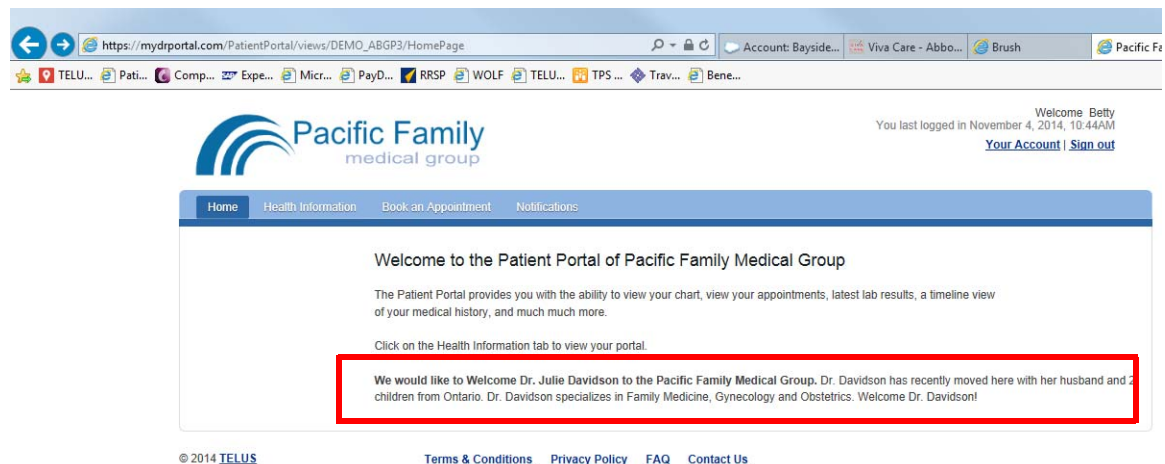 https://mydrportal.com/PatientPortal/views/DEMO_ABGP3/HomePage
Account: Bayside...
Viva Care - Abbo...
Brush
Pacific Fa
TELU... Pati... Comp... Expe... Micr... PayD... RRSP WOLF TELU... TPS ... Trav... Bene...
Welcome Betty
You last logged in November 4, 2014, 10:44AM
Your Account | Sign out
Pacific Family
medical group
Home Health Information Book an Appointment Notifications
Welcome to the Patient Portal of Pacific Family Medical Group
The Patient Portal provides you with the ability to view your chart, view your appointments, latest lab results, a timeline view
of your medical history, and much much more.
Click on the Health Information tab to view your portal.
We would like to Welcome Dr. Julie Davidson to the Pacific Family Medical Group. Dr. Davidson has recently moved here with her husband and 2
children from Ontario. Dr. Davidson specializes in Family Medicine, Gynecology and Obstetrics. Welcome Dr. Davidson!
© 2014 TELUS Terms & Conditions Privacy Policy FAQ Contact Us